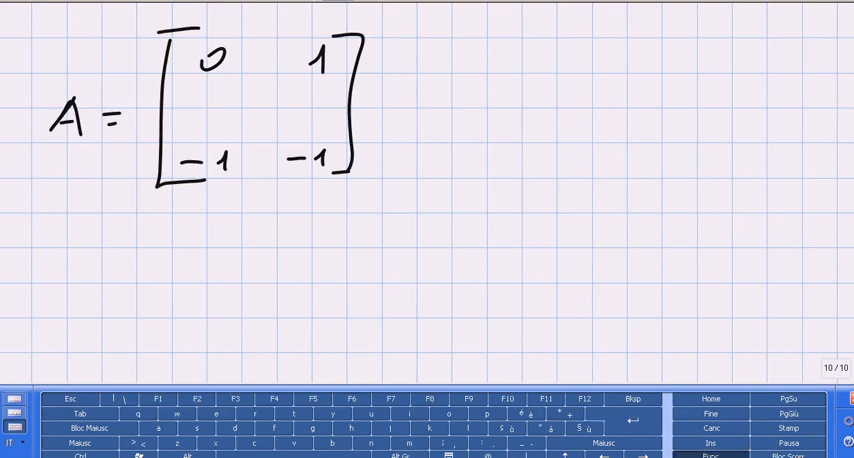 0 1
A =
-1 -1
10 / 10
Esc | \ F1 F2 F3 F4 F5 F6 F7 F8 F9 F10 F11 F12 Bksp Home PgSu
Tab q w e r t y u i o p é è * + Fine PgGiù
Bloc Maiusc a s d f g h j k l ç ò ° à § ù Canc Stamp
Maiusc > < z x c v b n m ; , : . _ - Maiusc Ins Pausa
IT Ctrl Alt Alt Gr Func Bloc Scorr